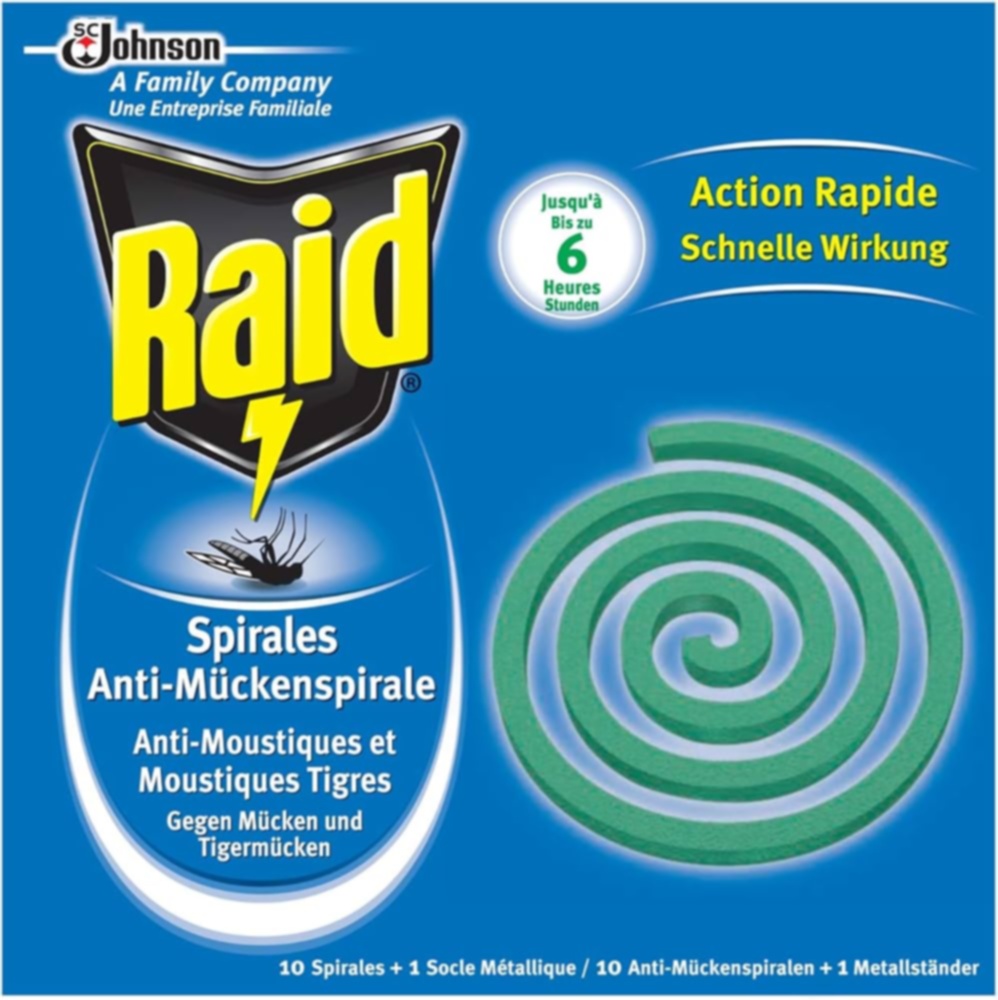 SC Johnson
A Family Company
Une Entreprise Familiale
Raid®
Jusqu'à
Bis zu
6
Heures
Stunden
Action Rapide
Schnelle Wirkung
Spirales
Anti-Mückenspirale
Anti-Moustiques et
Moustiques Tigres
Gegen Mücken und
Tigermücken
10 Spirales + 1 Socle Métallique / 10 Anti-Mückenspiralen + 1 Metallständer